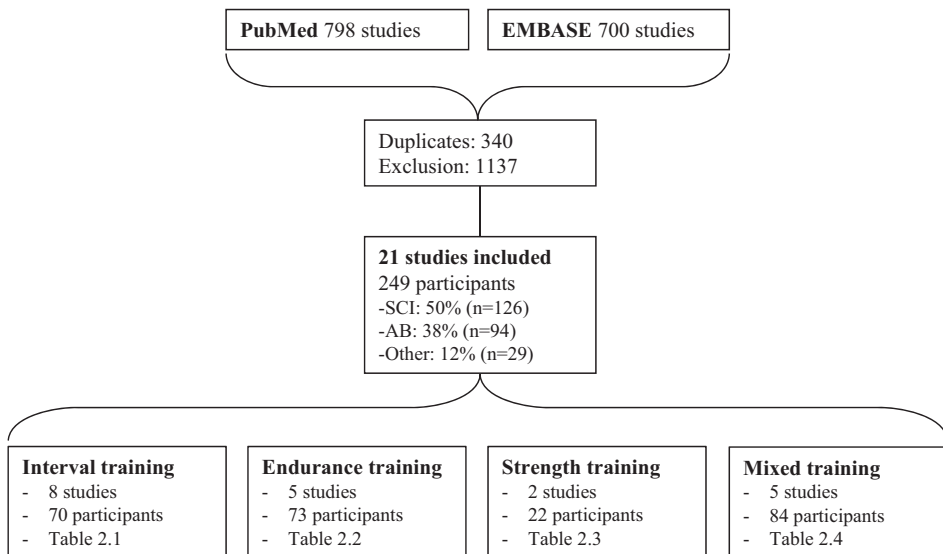 PubMed 798 studies
EMBASE 700 studies
Duplicates: 340
Exclusion: 1137
21 studies included
249 participants
-SCI: 50% (n=126)
-AB: 38% (n=94)
-Other: 12% (n=29)
Interval training
- 8 studies
- 70 participants
- Table 2.1
Endurance training
- 5 studies
- 73 participants
- Table 2.2
Strength training
- 2 studies
- 22 participants
- Table 2.3
Mixed training
- 5 studies
- 84 participants
- Table 2.4